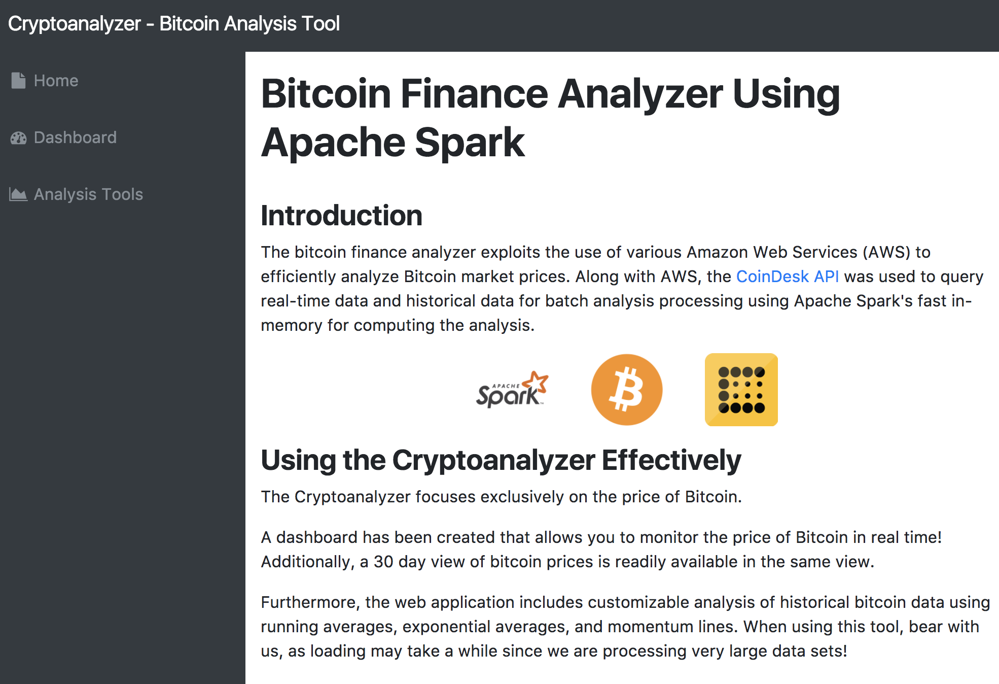 Cryptoanalyzer - Bitcoin Analysis Tool
Home
Dashboard
Analysis Tools
Bitcoin Finance Analyzer Using
Apache Spark
Introduction
The bitcoin finance analyzer exploits the use of various Amazon Web Services (AWS) to
efficiently analyze Bitcoin market prices. Along with AWS, the CoinDesk API was used to query
real-time data and historical data for batch analysis processing using Apache Spark's fast in-
memory for computing the analysis.
APACHE
Spark™
Using the Cryptoanalyzer Effectively
The Cryptoanalyzer focuses exclusively on the price of Bitcoin.
A dashboard has been created that allows you to monitor the price of Bitcoin in real time!
Additionally, a 30 day view of bitcoin prices is readily available in the same view.
Furthermore, the web application includes customizable analysis of historical bitcoin data using
running averages, exponential averages, and momentum lines. When using this tool, bear with
us, as loading may take a while since we are processing very large data sets!